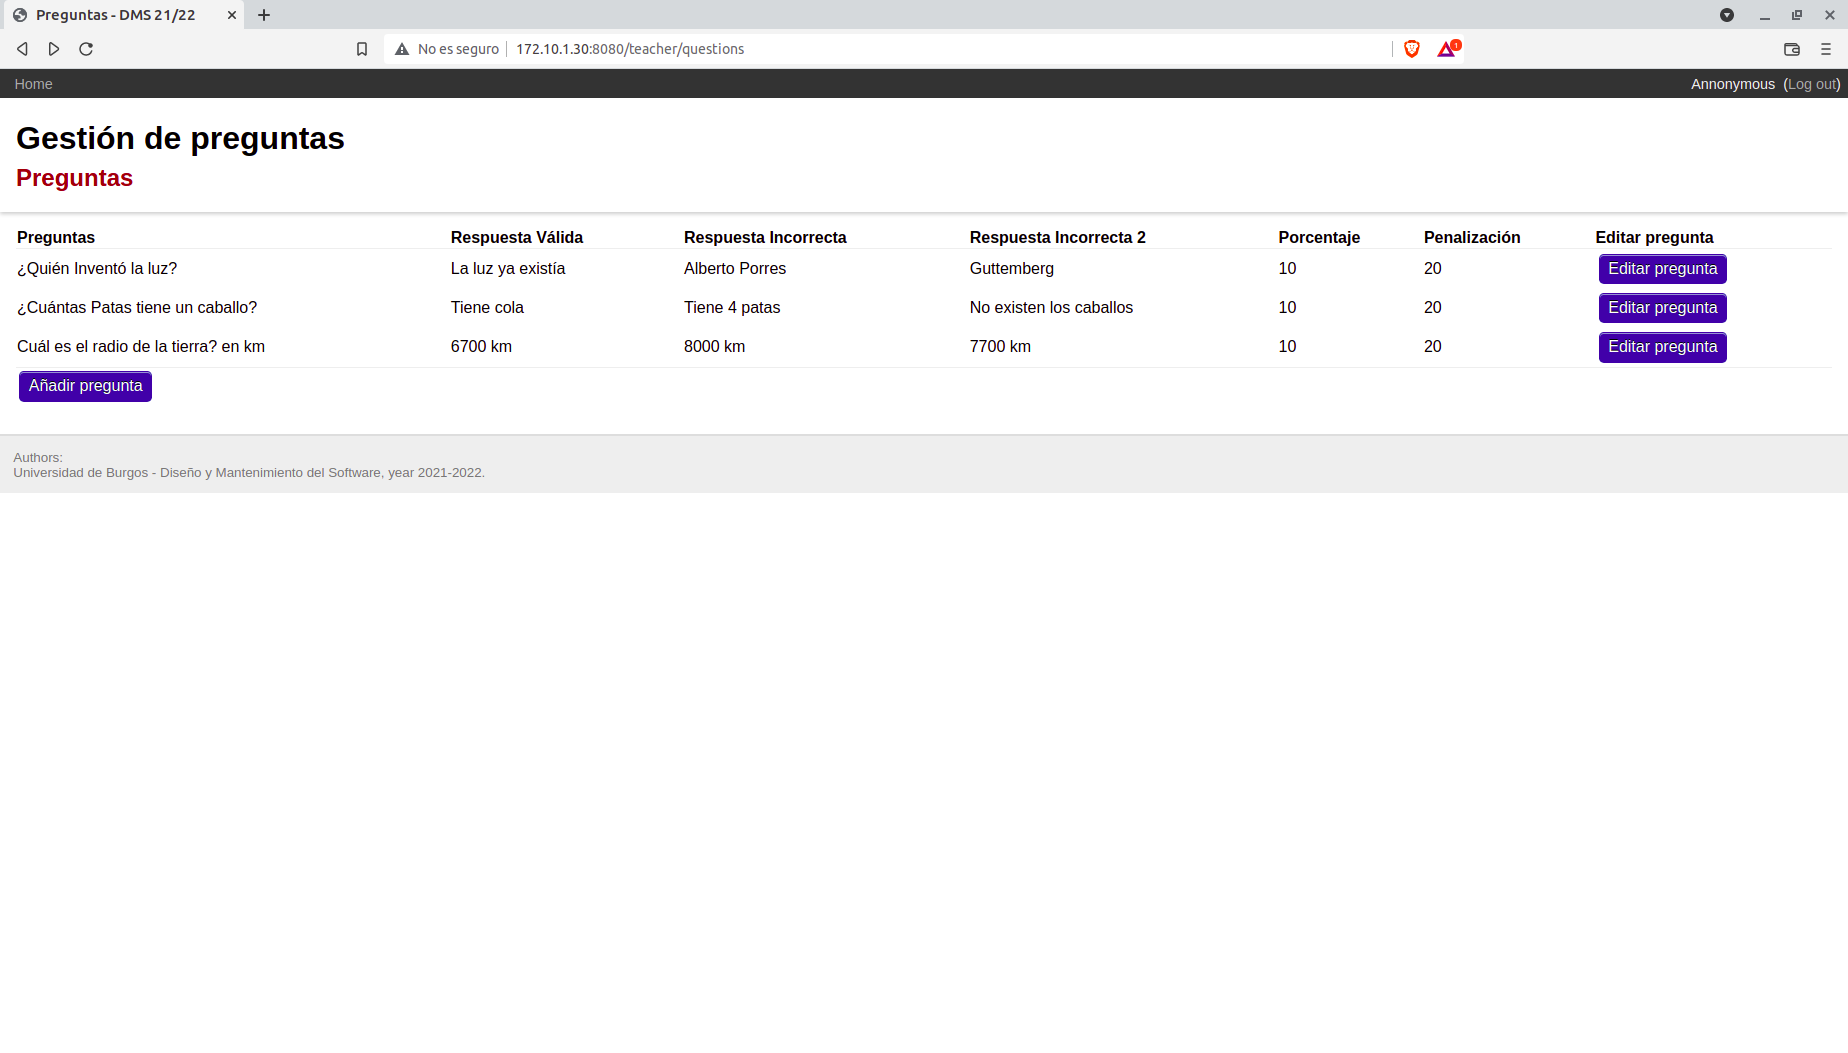 Preguntas - DMS 21/22
No es seguro 172.10.1.30:8080/teacher/questions
1
Home Annonymous (Log out)
Gestión de preguntas
Preguntas
Preguntas Respuesta Válida Respuesta Incorrecta Respuesta Incorrecta 2 Porcentaje Penalización Editar pregunta
¿Quién Inventó la luz? La luz ya existía Alberto Porres Guttemberg 10 20 Editar pregunta
¿Cuántas Patas tiene un caballo? Tiene cola Tiene 4 patas No existen los caballos 10 20 Editar pregunta
Cuál es el radio de la tierra? en km 6700 km 8000 km 7700 km 10 20 Editar pregunta
Añadir pregunta
Authors:
Universidad de Burgos - Diseño y Mantenimiento del Software, year 2021-2022.